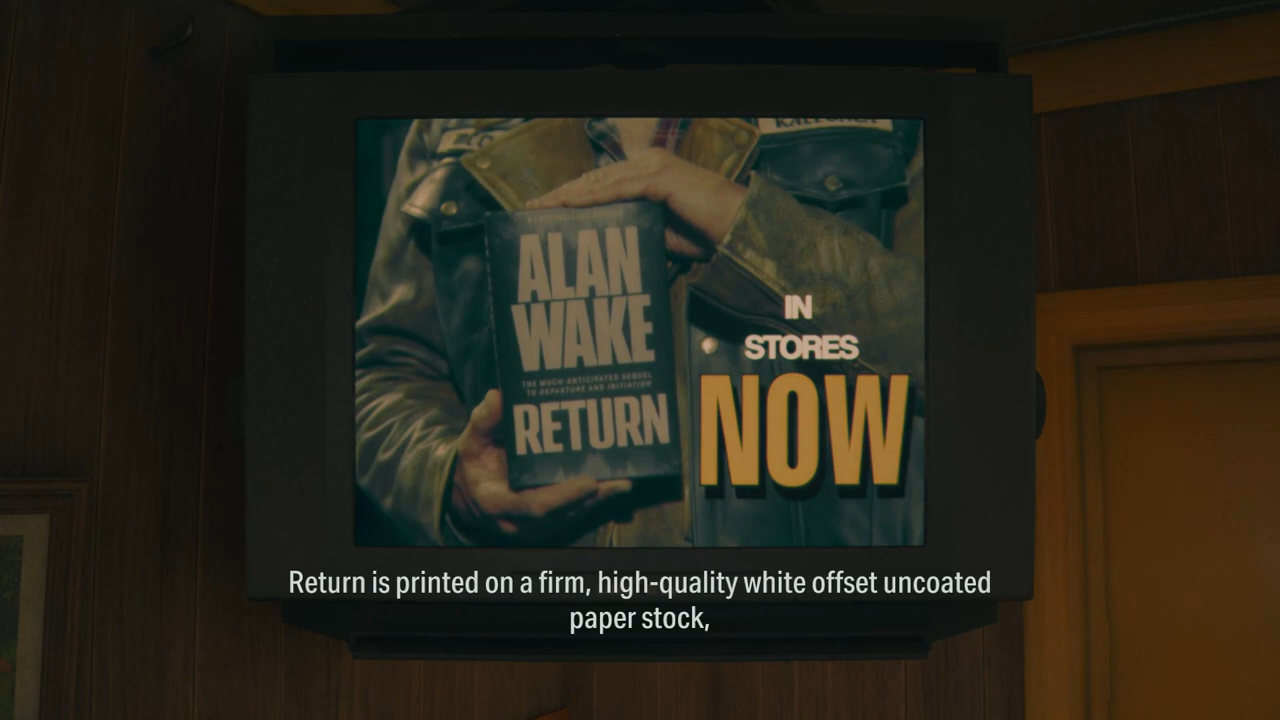 ALAN
WAKE
THE MUCH-ANTICIPATED SEQUEL
TO DEPARTURE AND INITIATION
RETURN
IN
STORES
NOW
Return is printed on a firm, high-quality white offset uncoated
paper stock,